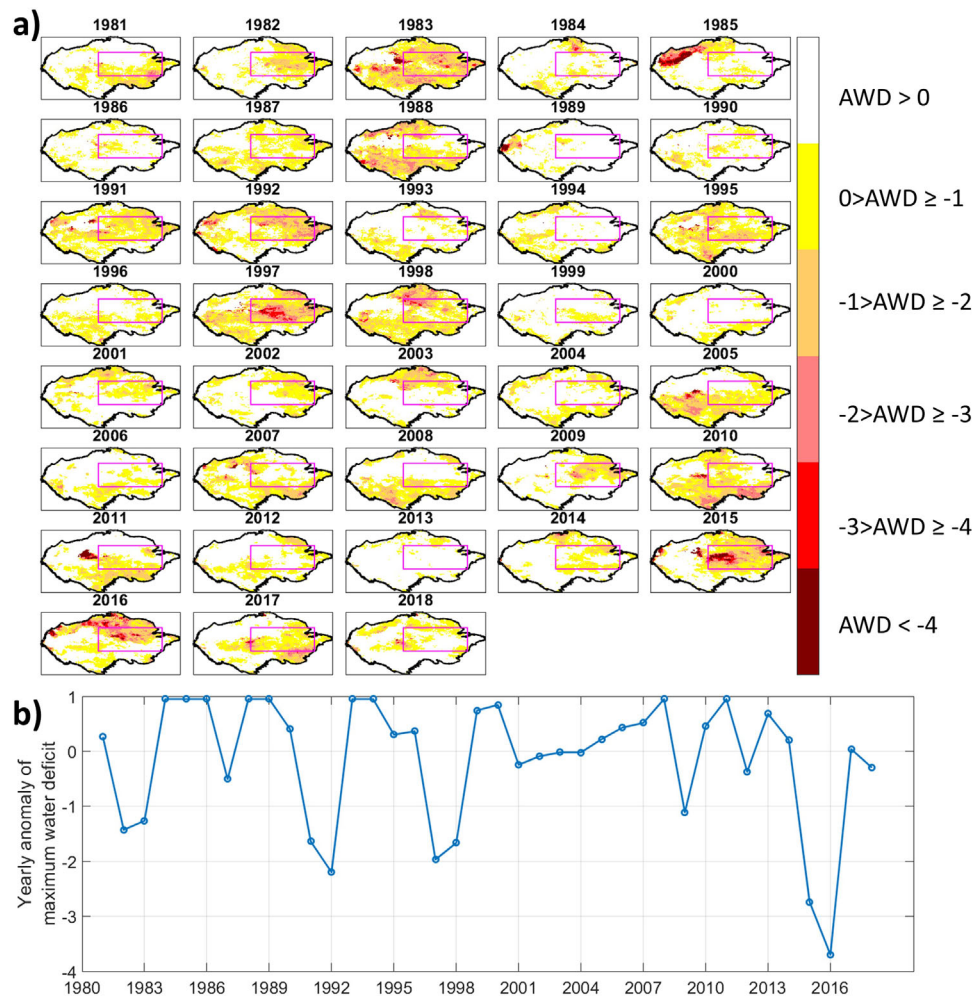 a)
1981 1982 1983 1984 1985
AWD > 0
1986 1987 1988 1989 1990
0>AWD ≥ -1
1991 1992 1993 1994 1995
-1>AWD ≥ -2
1996 1997 1998 1999 2000
2001 2002 2003 2004 2005
-2>AWD ≥ -3
2006 2007 2008 2009 2010
-3>AWD ≥ -4
2011 2012 2013 2014 2015
AWD < -4
2016 2017 2018
b)
Yearly anomaly of
maximum water deficit
1
0
-1
-2
-3
-4
1980 1983 1986 1989 1992 1995 1998 2001 2004 2007 2010 2013 2016